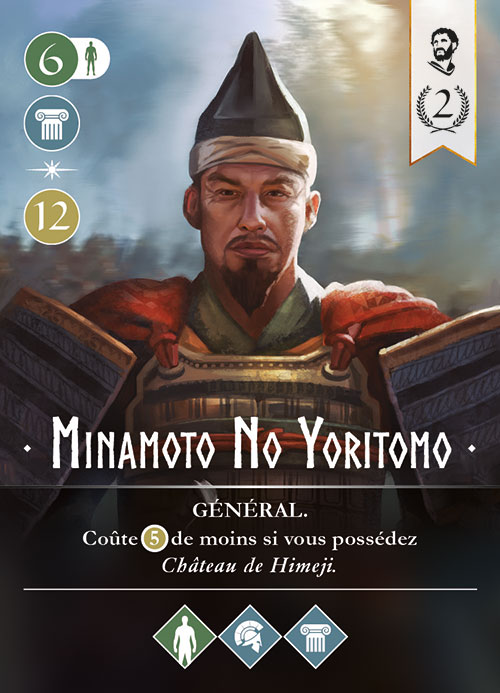 6
2
12
· Minamoto No Yoritomo ·
GÉNÉRAL.
Coûte 5 de moins si vous possédez
Château de Himeji.